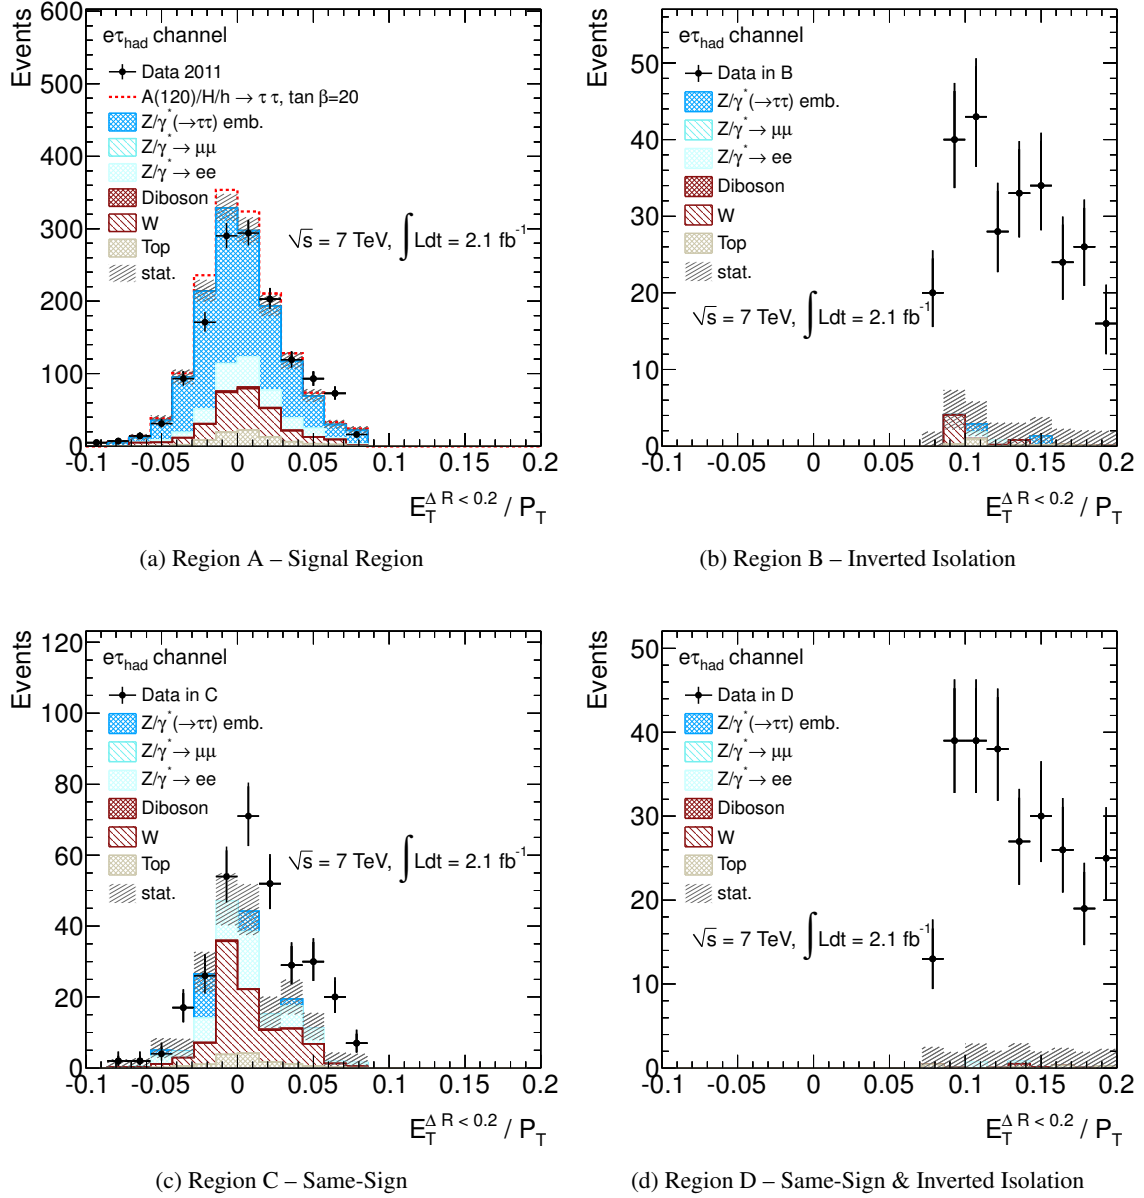 Events
600
500
400
300
200
100
0
eτhad channel
Data 2011
A(120)/H/h → τ τ, tan β=20
Z/γ*(→ττ) emb.
Z/γ*→ μμ
Z/γ*→ ee
Diboson
W
Top
stat.
√s = 7 TeV, ∫Ldt = 2.1 fb-1
-0.1 -0.05 0 0.05 0.1 0.15 0.2
E_T^Δ R < 0.2 / P_T
(a) Region A – Signal Region
Events
50
40
30
20
10
0
eτhad channel
Data in B
Z/γ*(→ττ) emb.
Z/γ*→ μμ
Z/γ*→ ee
Diboson
W
Top
stat.
√s = 7 TeV, ∫Ldt = 2.1 fb-1
-0.1 -0.05 0 0.05 0.1 0.15 0.2
E_T^Δ R < 0.2 / P_T
(b) Region B – Inverted Isolation
Events
120
100
80
60
40
20
0
eτhad channel
Data in C
Z/γ*(→ττ) emb.
Z/γ*→ μμ
Z/γ*→ ee
Diboson
W
Top
stat.
√s = 7 TeV, ∫Ldt = 2.1 fb-1
-0.1 -0.05 0 0.05 0.1 0.15 0.2
E_T^Δ R < 0.2 / P_T
(c) Region C – Same-Sign
Events
50
40
30
20
10
0
eτhad channel
Data in D
Z/γ*(→ττ) emb.
Z/γ*→ μμ
Z/γ*→ ee
Diboson
W
Top
stat.
√s = 7 TeV, ∫Ldt = 2.1 fb-1
-0.1 -0.05 0 0.05 0.1 0.15 0.2
E_T^Δ R < 0.2 / P_T
(d) Region D – Same-Sign & Inverted Isolation